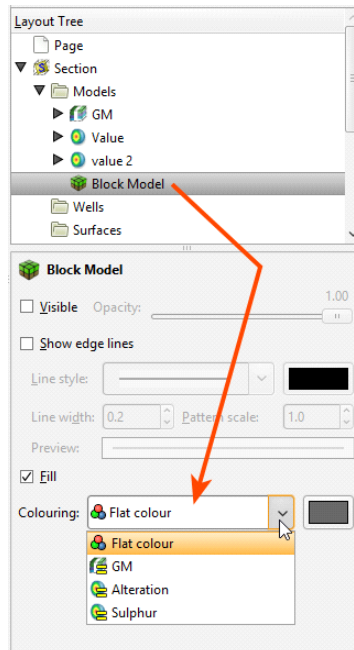 Layout Tree
Page
Section
Models
GM
Value
value 2
Block Model
Wells
Surfaces
Block Model
Visible Opacity: 1.00
Show edge lines
Line style:
Line width: 0.2 Pattern scale: 1.0
Preview:
Fill
Colouring: Flat colour
Flat colour
GM
Alteration
Sulphur